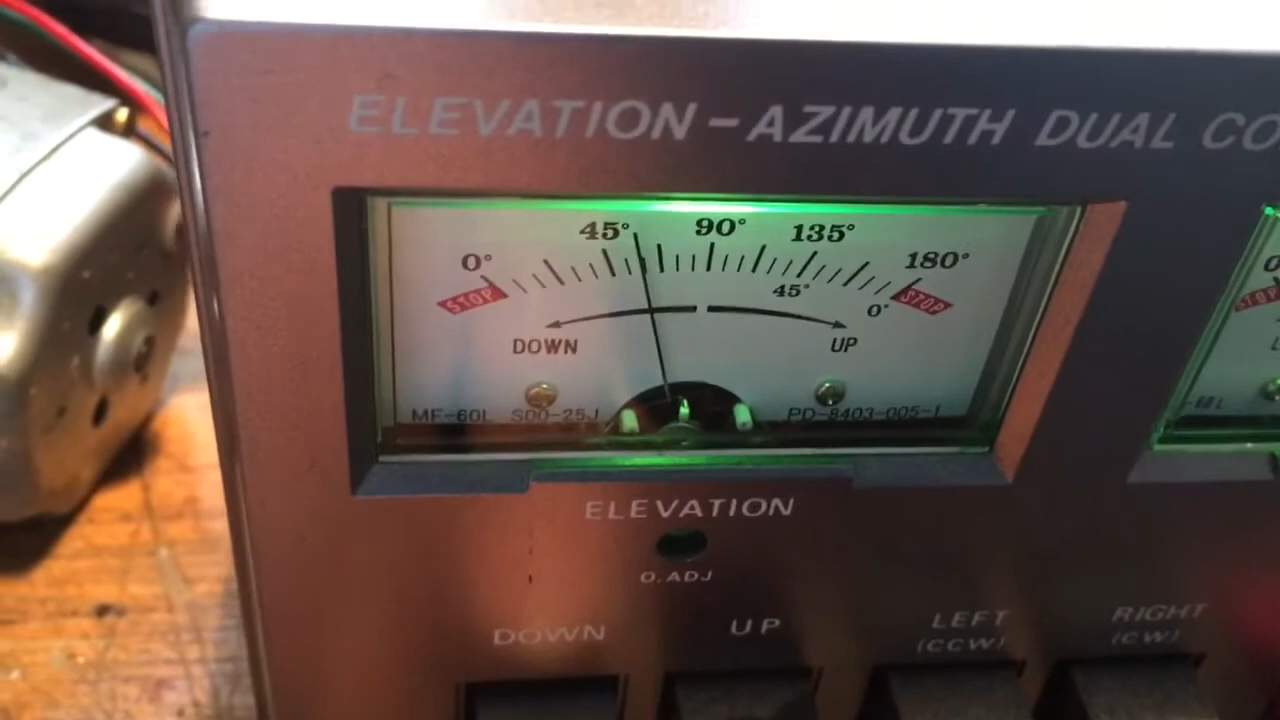 ELEVATION-AZIMUTH DUAL CO
0° 45° 90° 135° 180°
STOP STOP
45°
0°
DOWN UP
MF-60L S00-25J PD-8403-005-1
ELEVATION
0. ADJ
DOWN UP LEFT RIGHT
(CCW) (CW)